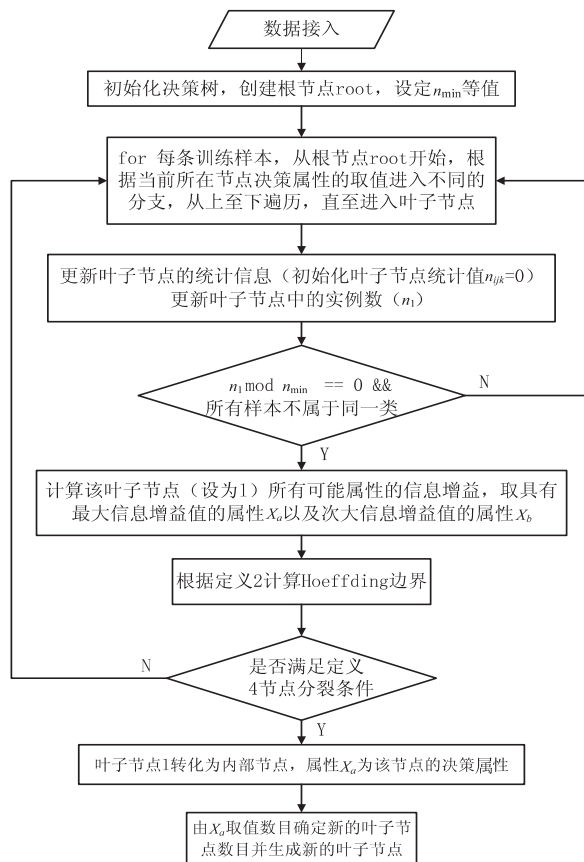 数据接入
初始化决策树，创建根节点root，设定nmin等值
for 每条训练样本，从根节点root开始，根
据当前所在节点决策属性的取值进入不同的
分支，从上至下遍历，直至进入叶子节点
更新叶子节点的统计信息（初始化叶子节点统计值nijk=0）
更新叶子节点中的实例数（n1）
n1mod nmin == 0 &&
所有样本不属于同一类
N
Y
计算该叶子节点（设为l）所有可能属性的信息增益，取具有
最大信息增益值的属性Xa以及次大信息增益值的属性Xb
根据定义2计算Hoeffding边界
是否满足定义
4节点分裂条件
N
Y
叶子节点l转化为内部节点，属性Xa为该节点的决策属性
由Xa取值数目确定新的叶子节
点数目并生成新的叶子节点